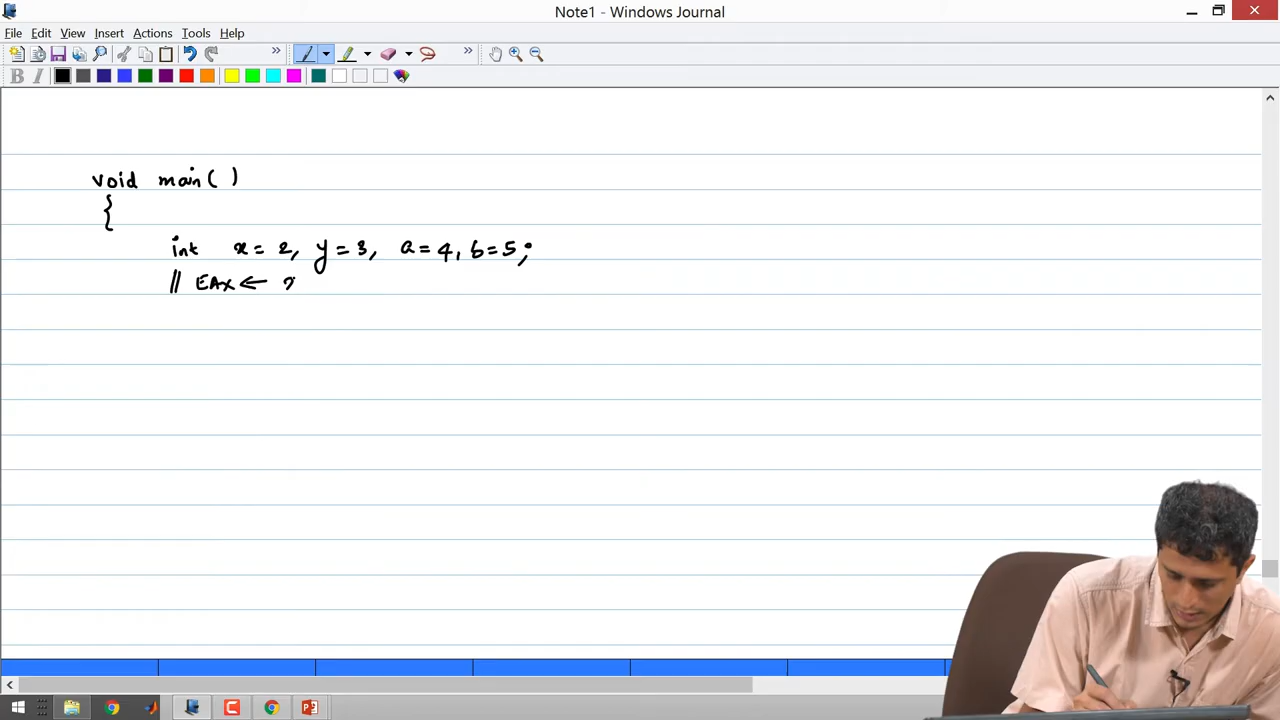 Note1 - Windows Journal
File Edit View Insert Actions Tools Help
B I
void main( )
{
int x = 2, y = 3, a = 4, b = 5;
// EAX ←